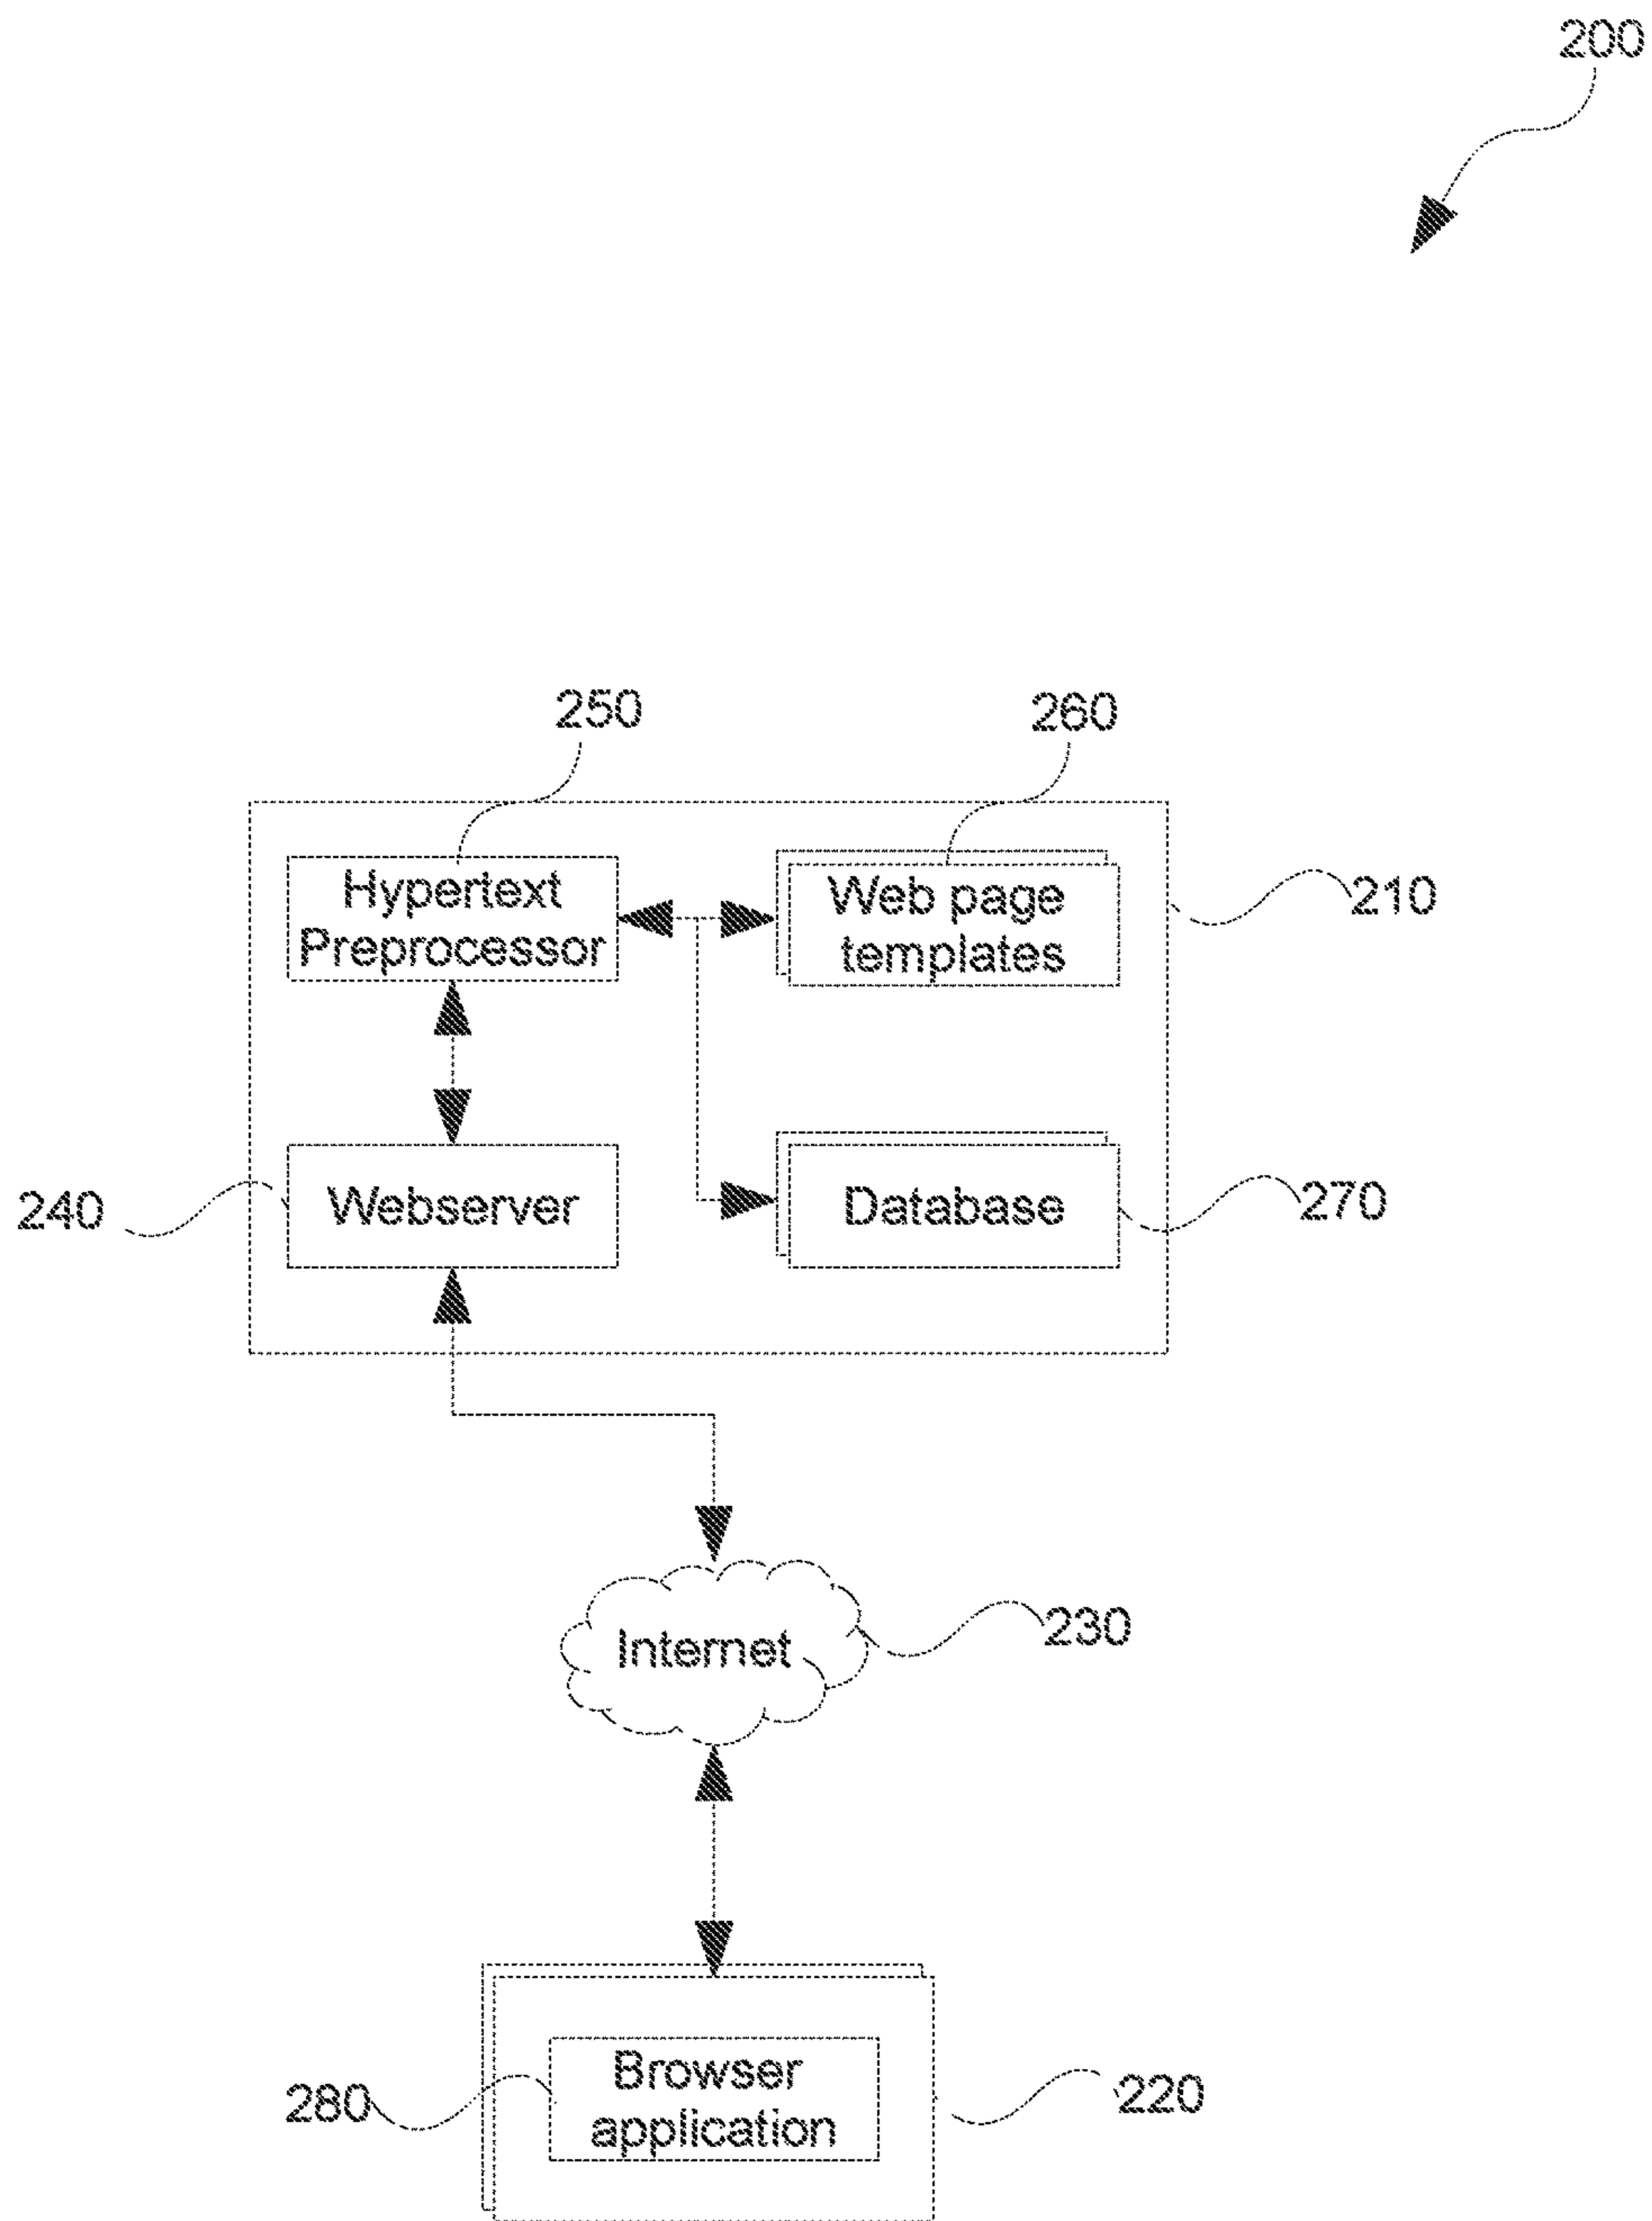 200
250
260
Hypertext
Preprocessor
Web page
templates
210
240
Webserver
Database
270
Internet
230
Browser
application
280
220